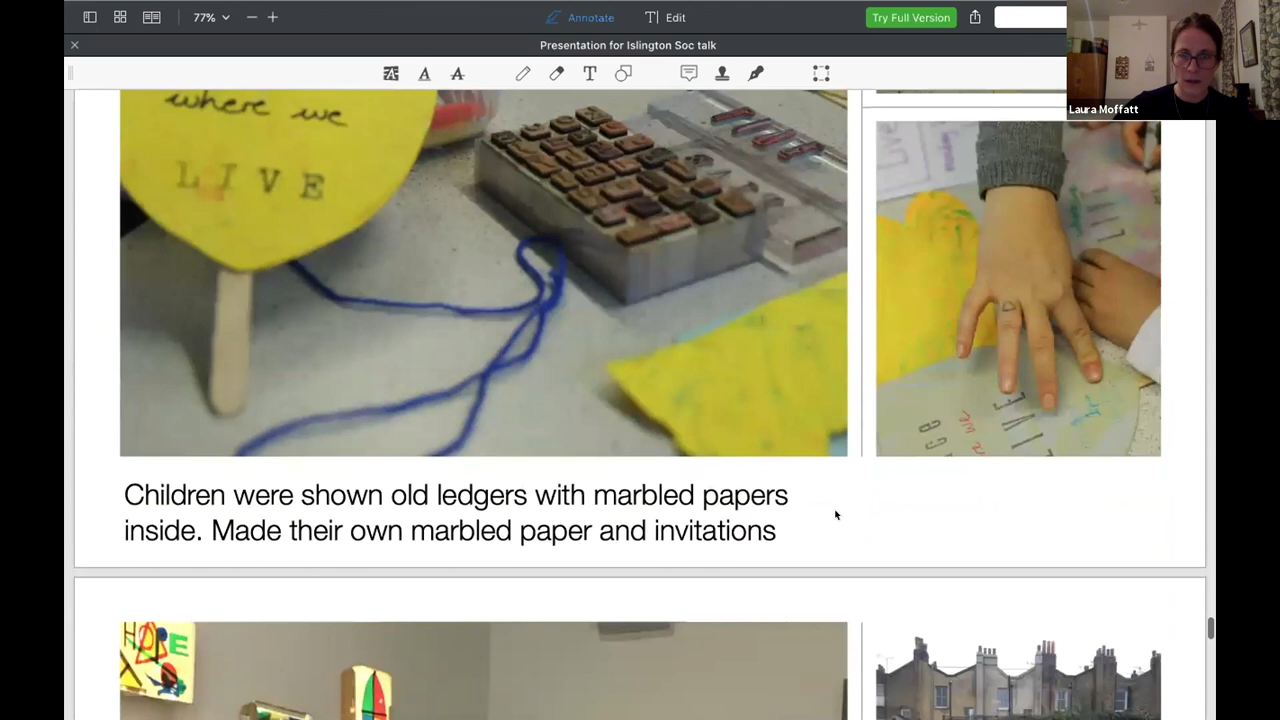 77%
Annotate
Edit
Try Full Version
Presentation for Islington Soc talk
Laura Moffatt
where we
LIVE
Children were shown old ledgers with marbled papers
inside. Made their own marbled paper and invitations
HOPE